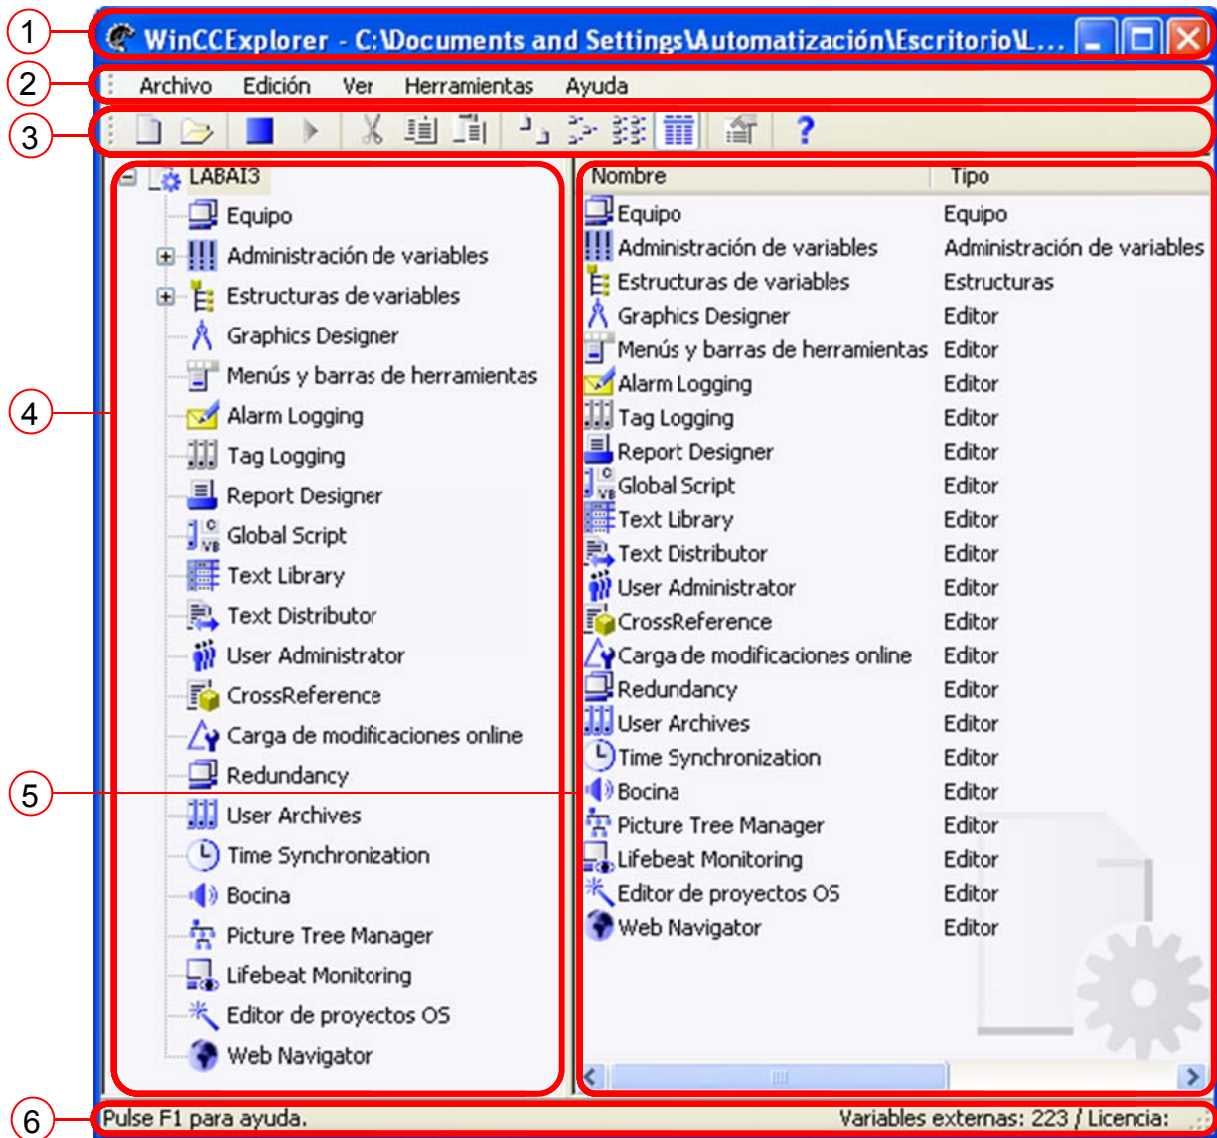 1
WinCCExplorer - C:\Documents and Settings\Automatización\Escritorio\L...
2
Archivo Edición Ver Herramientas Ayuda
3
?
4
LABAI3
Equipo
Administración de variables
Estructuras de variables
Graphics Designer
Menús y barras de herramientas
Alarm Logging
Tag Logging
Report Designer
Global Script
Text Library
Text Distributor
User Administrator
CrossReference
Carga de modificaciones online
Redundancy
User Archives
Time Synchronization
Bocina
Picture Tree Manager
Lifebeat Monitoring
Editor de proyectos OS
Web Navigator
5
Nombre Tipo
Equipo Equipo
Administración de variables Administración de variables
Estructuras de variables Estructuras
Graphics Designer Editor
Menús y barras de herramientas Editor
Alarm Logging Editor
Tag Logging Editor
Report Designer Editor
Global Script Editor
Text Library Editor
Text Distributor Editor
User Administrator Editor
CrossReference Editor
Carga de modificaciones online Editor
Redundancy Editor
User Archives Editor
Time Synchronization Editor
Bocina Editor
Picture Tree Manager Editor
Lifebeat Monitoring Editor
Editor de proyectos OS Editor
Web Navigator Editor
6
Pulse F1 para ayuda. Variables externas: 223 / Licencia: